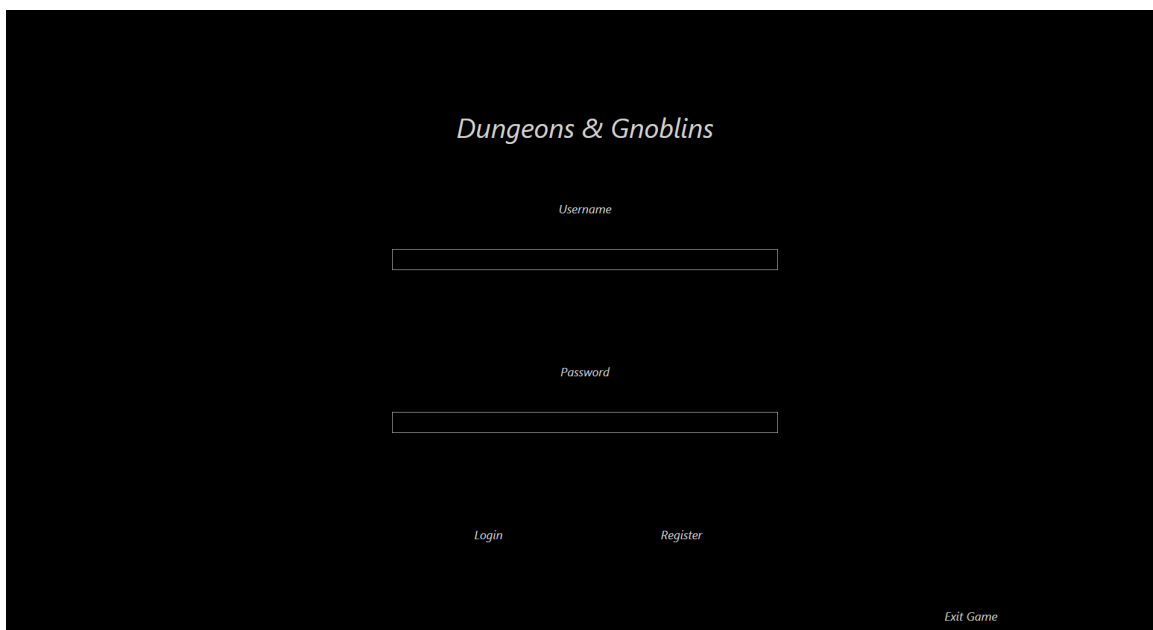 Dungeons & Gnoblins
Username
Password
Login Register
Exit Game